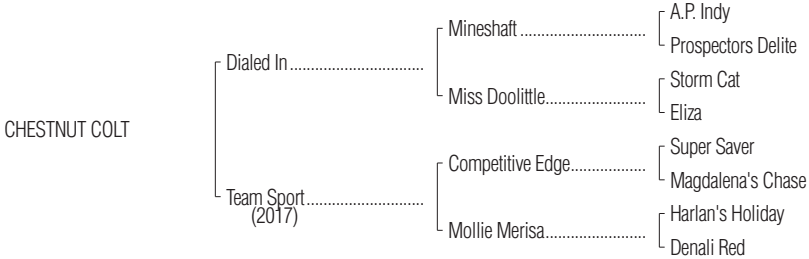 A.P. Indy
Mineshaft..............................
Prospectors Delite
Dialed In................................
Storm Cat
Miss Doolittle........................
Eliza
CHESTNUT COLT
Super Saver
Competitive Edge..................
Magdalena's Chase
Team Sport............................
(2017)
Harlan's Holiday
Mollie Merisa........................
Denali Red